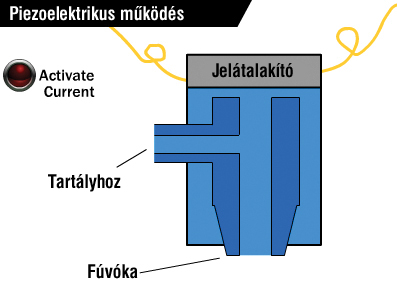 Piezoelektrikus működés
Jelátalakító
Activate
Current
Tartályhoz
Fúvóka